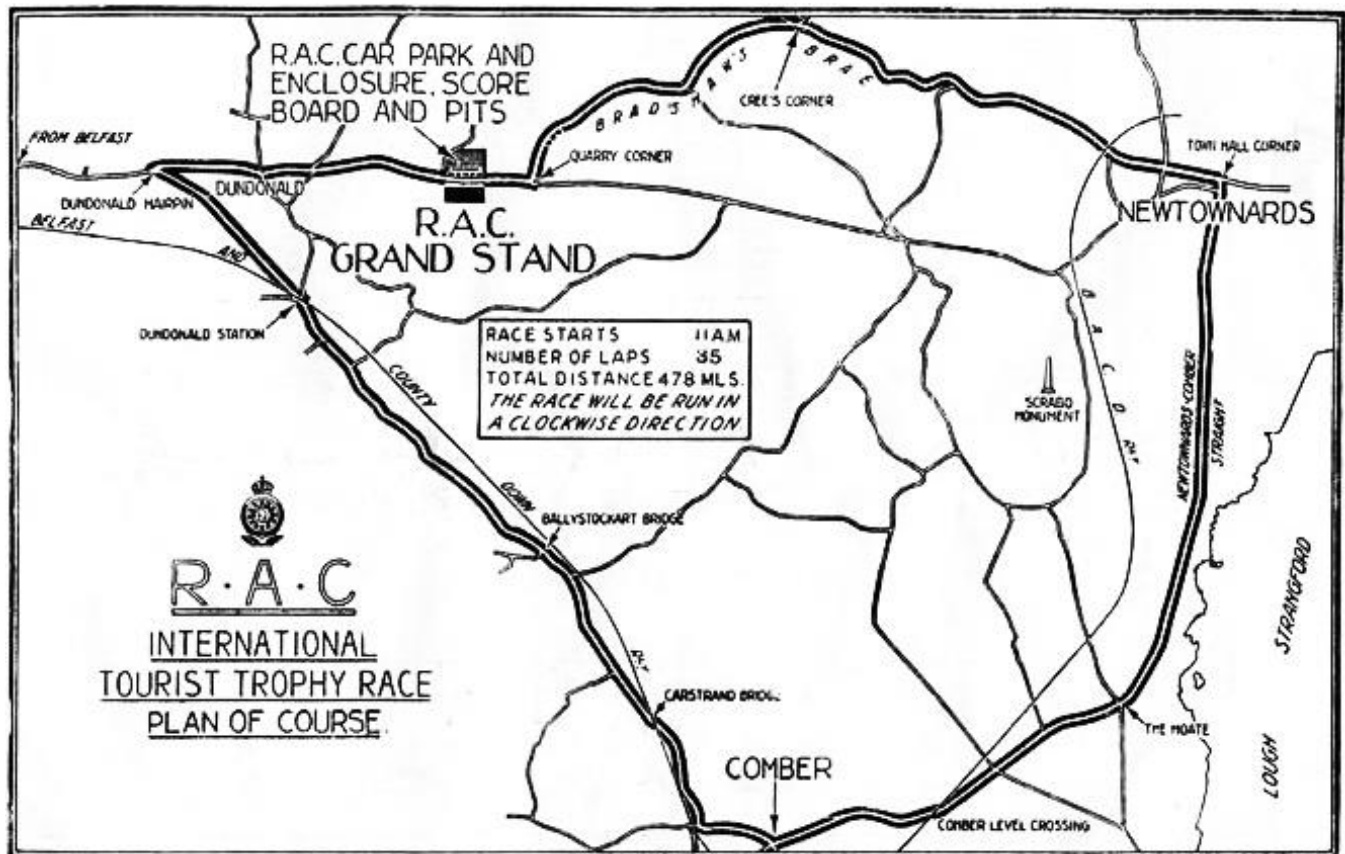 R.A.C. CAR PARK AND
ENCLOSURE, SCORE
BOARD AND PITS
FROM BELFAST
BRADSHAW'S BRAE
CREE'S CORNER
TOWN HALL CORNER
QUARRY CORNER
DUNDONALD
DUNDONALD HAIRPIN
NEWTOWNARDS
BELFAST AND COUNTY DOWN RLY
R.A.C.
GRAND STAND
DUNDONALD STATION
RACE STARTS 11 AM
NUMBER OF LAPS 35
TOTAL DISTANCE 478 MLS.
THE RACE WILL BE RUN IN
A CLOCKWISE DIRECTION
B A C D RLY
SCRABO
MONUMENT
NEWTOWNARDS-COMBER
STRAIGHT
BALLYSTOCKART BRIDGE
R·A·C
INTERNATIONAL
TOURIST TROPHY RACE
PLAN OF COURSE.
STRANGFORD
LOUGH
CARSTRAND BRIDGE
THE MOATE
COMBER
COMBER LEVEL CROSSING